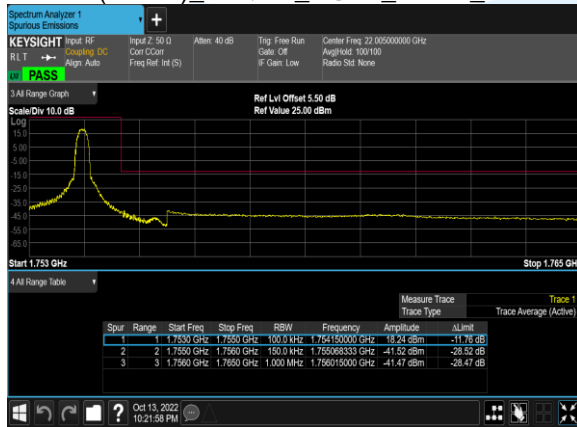 Spectrum Analyzer 1
Spurious Emissions
+
KEYSIGHT Input: RF Input Z: 50 Ω Atten: 40 dB Trig: Free Run Center Freq: 22.005000000 GHz
RLT Coupling: DC Corr CCorr Gate: Off Avg|Hold: 100/100
Align: Auto Freq Ref: Int (S) IF Gain: Low Radio Std: None
LW PASS
3 All Range Graph
Ref Lvl Offset 5.50 dB
Scale/Div 10.0 dB Ref Value 25.00 dBm
Log
15.0
5.00
-5.00
-15.0
-25.0
-35.0
-45.0
-55.0
-65.0
Start 1.753 GHz Stop 1.765 GH
4 All Range Table
Measure Trace Trace 1
Trace Type Trace Average (Active)
Spur Range Start Freq Stop Freq RBW Frequency Amplitude ΔLimit
1 1 1.7530 GHz 1.7550 GHz 100.0 kHz 1.754150000 GHz 18.24 dBm -11.76 dB
2 2 1.7550 GHz 1.7560 GHz 150.0 kHz 1.755068333 GHz -41.52 dBm -28.52 dB
3 3 1.7560 GHz 1.7650 GHz 1.000 MHz 1.756015000 GHz -41.47 dBm -28.47 dB
? Oct 13, 2022
10:21:58 PM